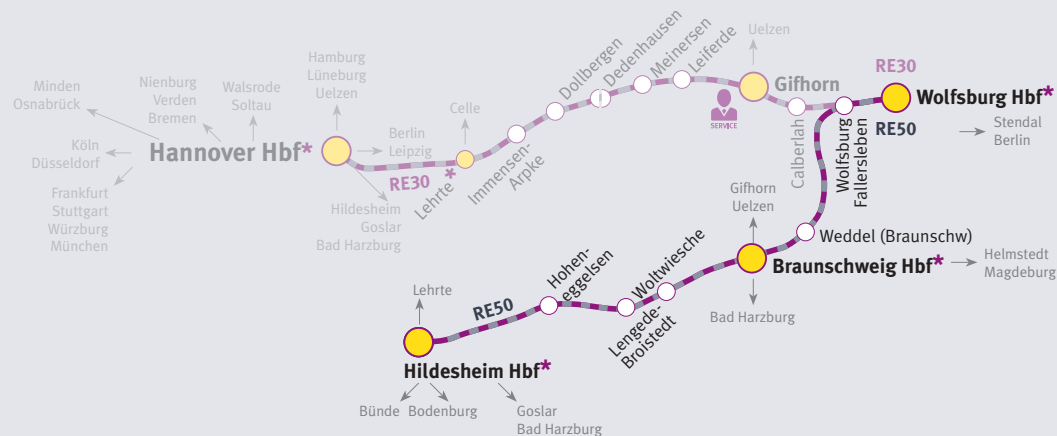 Minden
Osnabrück
Nienburg
Verden
Bremen
Walsrode
Soltau
Hamburg
Lüneburg
Uelzen
Köln
Düsseldorf
Frankfurt
Stuttgart
Würzburg
München
Hannover Hbf*
Berlin
Leipzig
Hildesheim
Goslar
Bad Harzburg
RE30
Celle
Lehrte *
Immensen-
Arpke
Dollbergen
Dedenhausen
Meinersen
Leiferde
Uelzen
Gifhorn
SERVICE
Calberlah
Wolfsburg
Fallersleben
RE30
Wolfsburg Hbf*
RE50
Stendal
Berlin
Weddel (Braunschw)
Gifhorn
Uelzen
Braunschweig Hbf*
Helmstedt
Magdeburg
Bad Harzburg
Woltwiesche
Lengede-
Broistedt
Hohen-
eggelsen
RE50
Lehrte
Hildesheim Hbf*
Bünde
Bodenburg
Goslar
Bad Harzburg